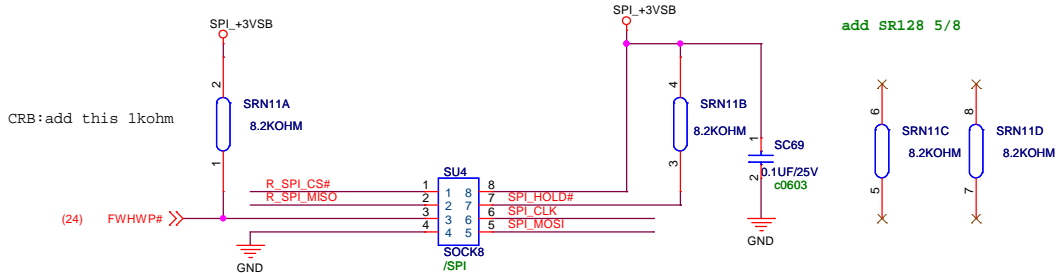 SPI_+3VSB
SPI_+3VSB
add SR128 5/8
2
SRN11A
8.2KOHM
1
CRB:add this 1kohm
4
SRN11B
8.2KOHM
3
1
SC69
0.1UF/25V
2
c0603
6
SRN11C
8.2KOHM
5
8
SRN11D
8.2KOHM
7
SU4
R_SPI_CS# 1 1 8 8
R_SPI_MISO 2 2 7 7 SPI_HOLD#
(24) FWHWP# 3 3 6 6 SPI_CLK
4 4 5 5 SPI_MOSI
SOCK8
/SPI
GND
GND